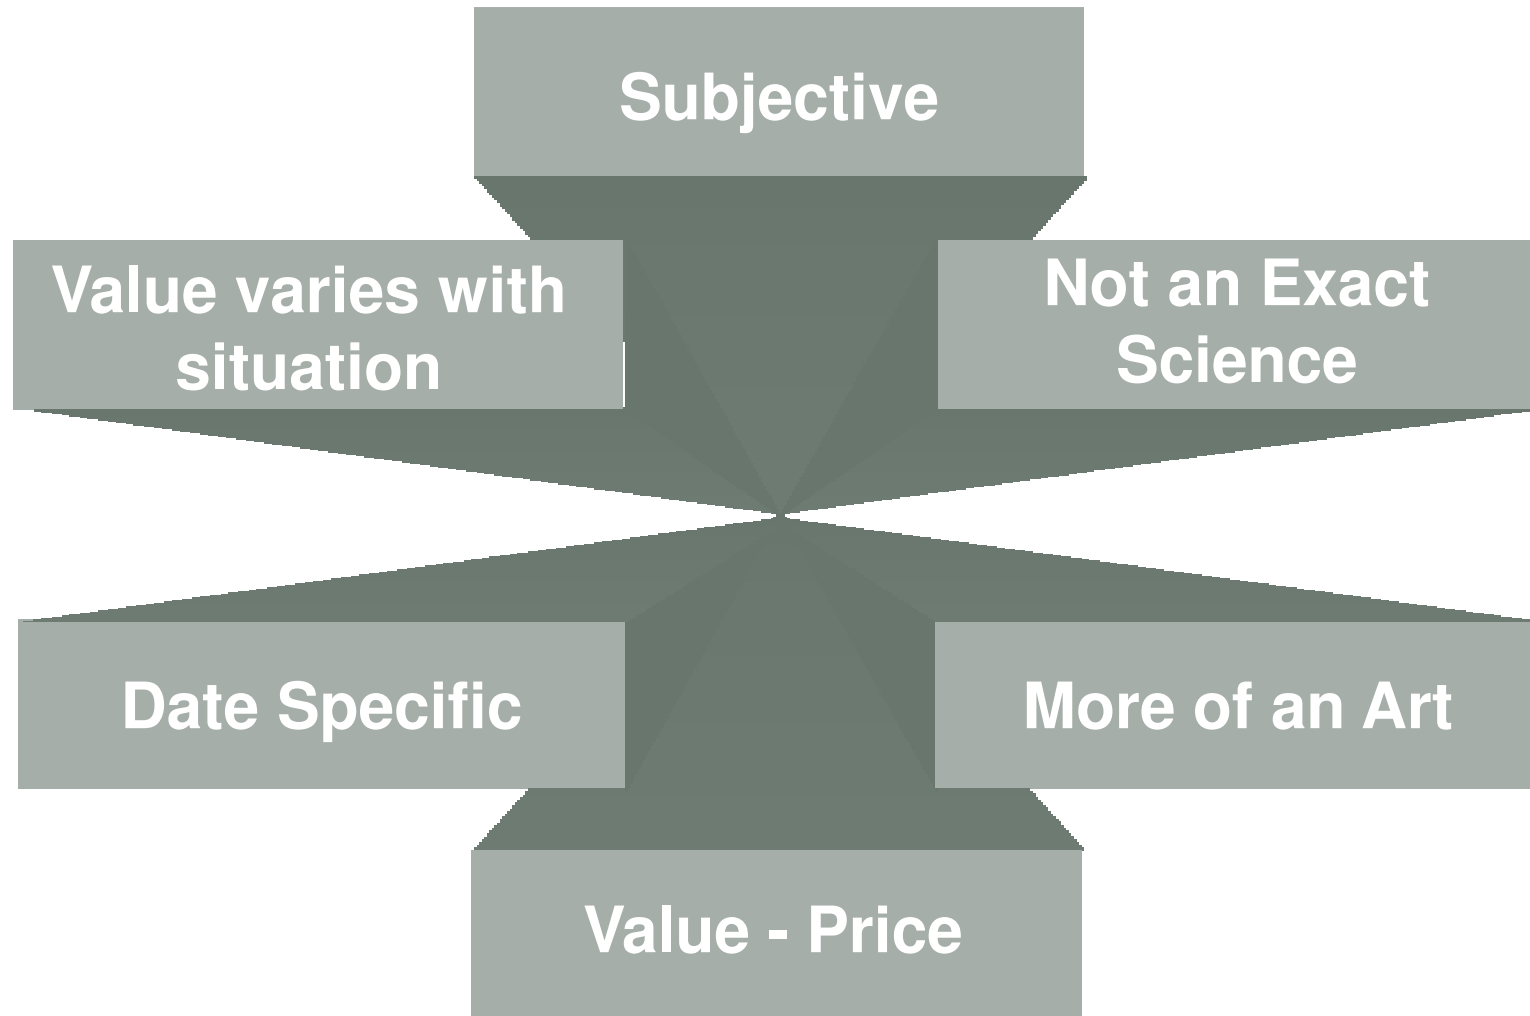 Subjective
Value varies with
situation
Not an Exact
Science
Date Specific
More of an Art
Value - Price